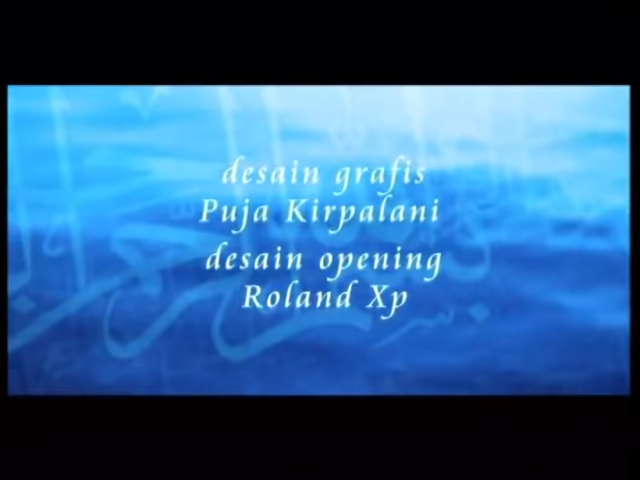 desain grafis
Puja Kirpalani
desain opening
Roland Xp